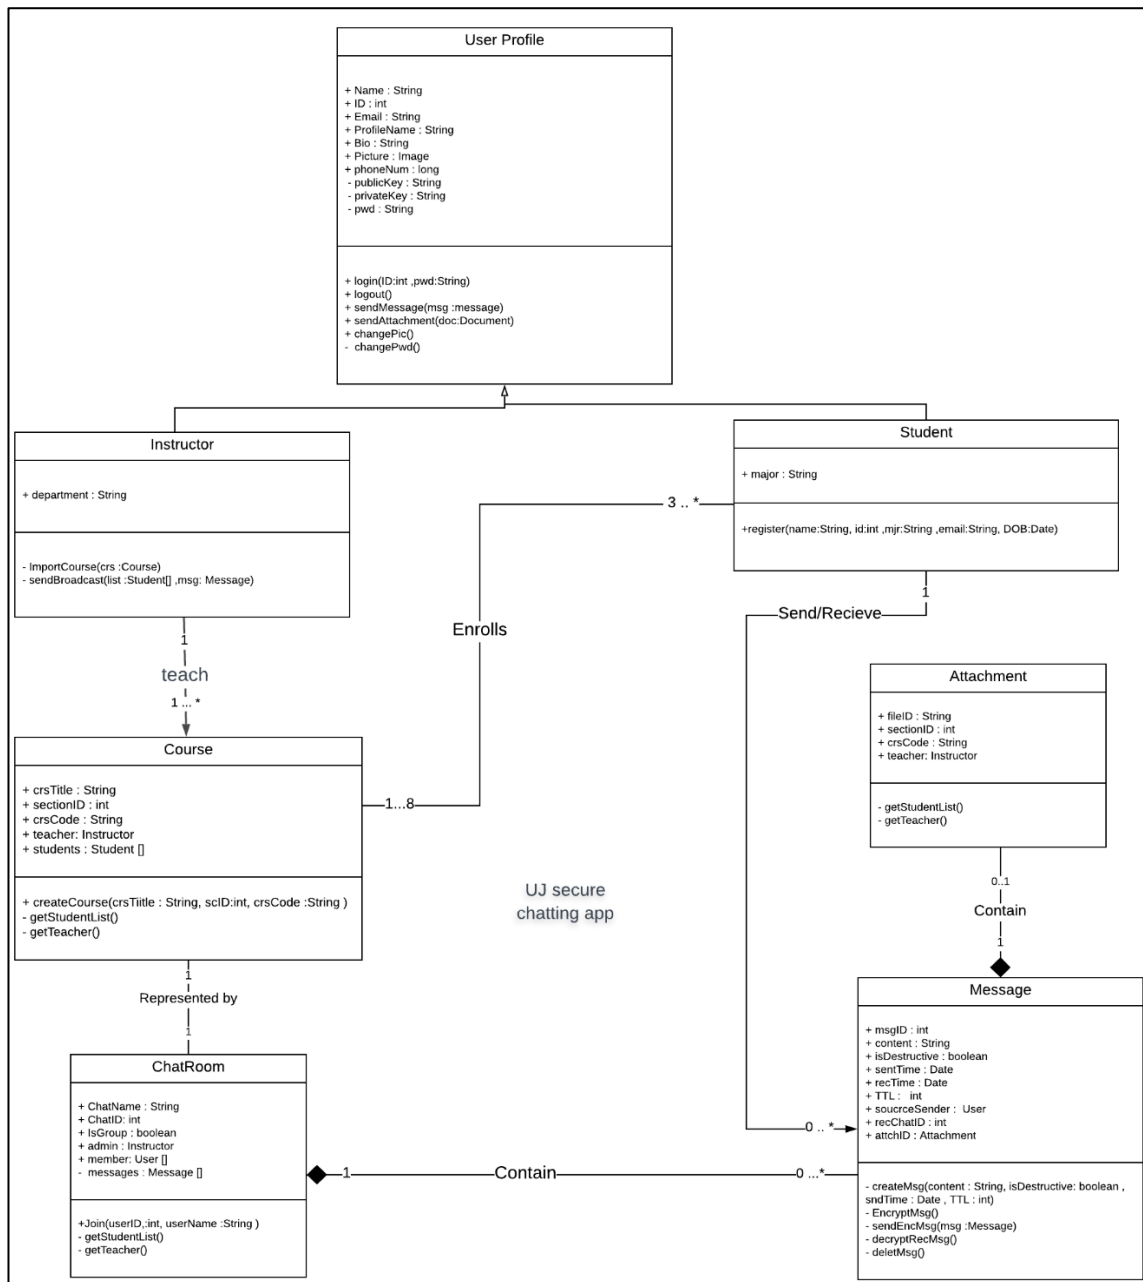 User Profile
+ Name : String
+ ID : int
+ Email : String
+ ProfileName : String
+ Bio : String
+ Picture : Image
+ phoneNum : long
- publicKey : String
- privateKey : String
- pwd : String
+ login(ID:int ,pwd:String)
+ logout()
+ sendMessage(msg :message)
+ sendAttachment(doc:Document)
+ changePic()
- changePwd()
Instructor
+ department : String
- ImportCourse(crs :Course)
- sendBroadcast(list :Student[] ,msg: Message)
Student
+ major : String
+register(name:String, id:int ,mjr:String ,email:String, DOB:Date)
3 .. *
Enrolls
1...8
1
teach
1 ... *
1
Send/Recieve
0 .. *
Course
+ crsTitle : String
+ sectionID : int
+ crsCode : String
+ teacher: Instructor
+ students : Student []
+ createCourse(crsTiitle : String, scID:int, crsCode :String )
- getStudentList()
- getTeacher()
Attachment
+ fileID : String
+ sectionID : int
+ crsCode : String
+ teacher: Instructor
- getStudentList()
- getTeacher()
0..1
Contain
1
UJ secure
chatting app
1
Represented by
1
ChatRoom
+ ChatName : String
+ ChatID: int
+ IsGroup : boolean
+ admin : Instructor
+ member: User []
- messages : Message []
+Join(userID,:int, userName :String )
- getStudentList()
- getTeacher()
1
Contain
0 ...*
Message
+ msgID : int
+ content : String
+ isDestructive : boolean
+ sentTime : Date
+ recTime : Date
+ TTL : int
+ soucrceSender : User
+ recChatID : int
+ attchID : Attachment
- createMsg(content : String, isDestructive: boolean ,
sndTime : Date , TTL : int)
- EncryptMsg()
- sendEncMsg(msg :Message)
- decryptRecMsg()
- deletMsg()